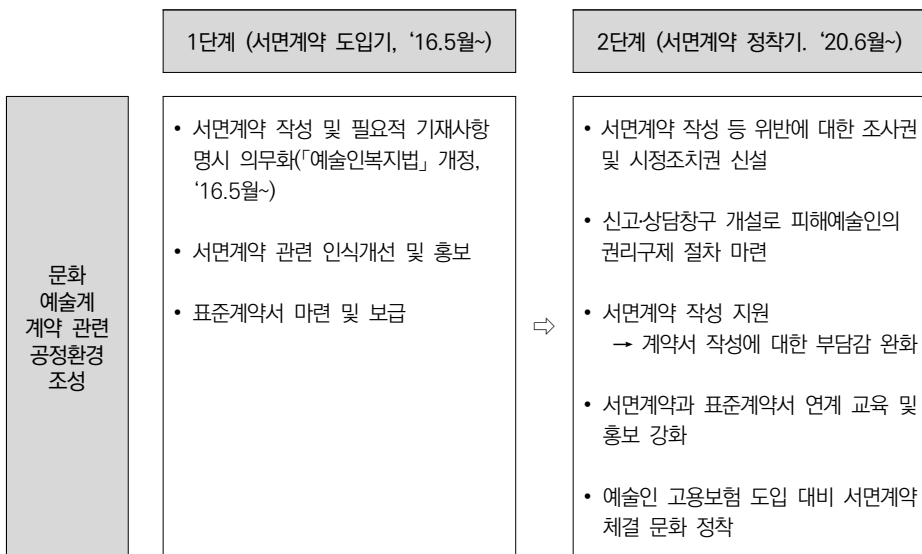 1단계 (서면계약 도입기, ‘16.5월~)
2단계 (서면계약 정착기. ‘20.6월~)
문화
예술계
계약 관련
공정환경
조성
• 서면계약 작성 및 필요적 기재사항
명시 의무화(「예술인복지법」 개정,
‘16.5월~)
• 서면계약 관련 인식개선 및 홍보
• 표준계약서 마련 및 보급
⇨
• 서면계약 작성 등 위반에 대한 조사권
및 시정조치권 신설
• 신고·상담창구 개설로 피해예술인의
권리구제 절차 마련
• 서면계약 작성 지원
→ 계약서 작성에 대한 부담감 완화
• 서면계약과 표준계약서 연계 교육 및
홍보 강화
• 예술인 고용보험 도입 대비 서면계약
체결 문화 정착